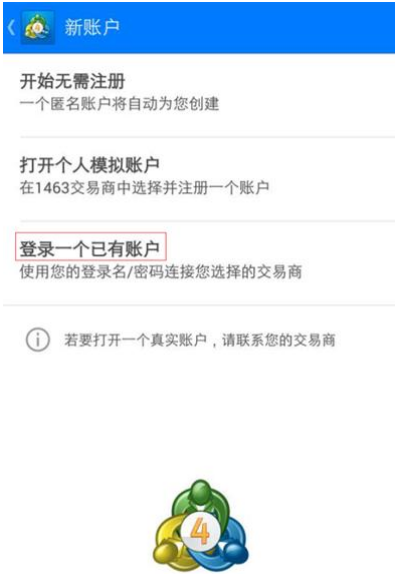 新账户
开始无需注册
一个匿名账户将自动为您创建
打开个人模拟账户
在1463交易商中选择并注册一个账户
登录一个已有账户
使用您的登录名/密码连接您选择的交易商
若要打开一个真实账户，请联系您的交易商
4